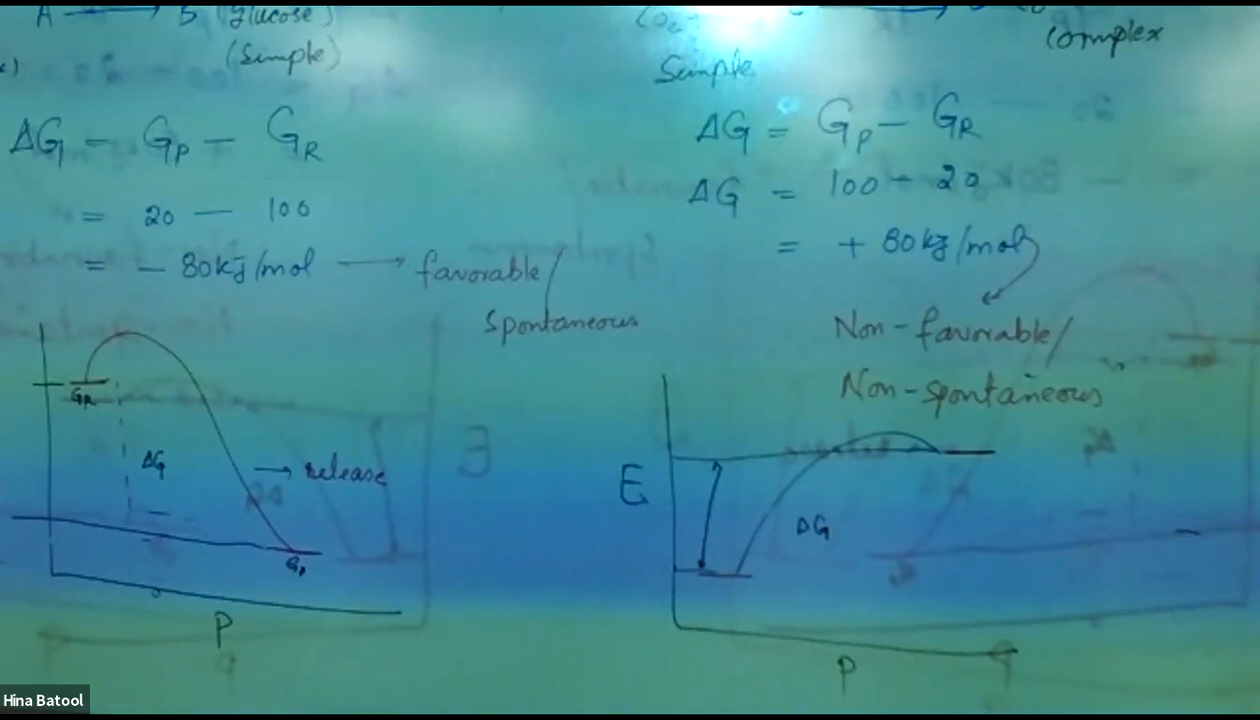 A → B (glucose)
(Simple)
ΔG = GP - GR
= 20 - 100
= - 80kJ/mol → favorable/
Spontaneous
GR
ΔG
→ release
P
Simple
Complex
ΔG = GP - GR
ΔG = 100 - 20
= + 80kJ/mol
Non-favorable/
Non-spontaneous
E
ΔG
P
Hina Batool